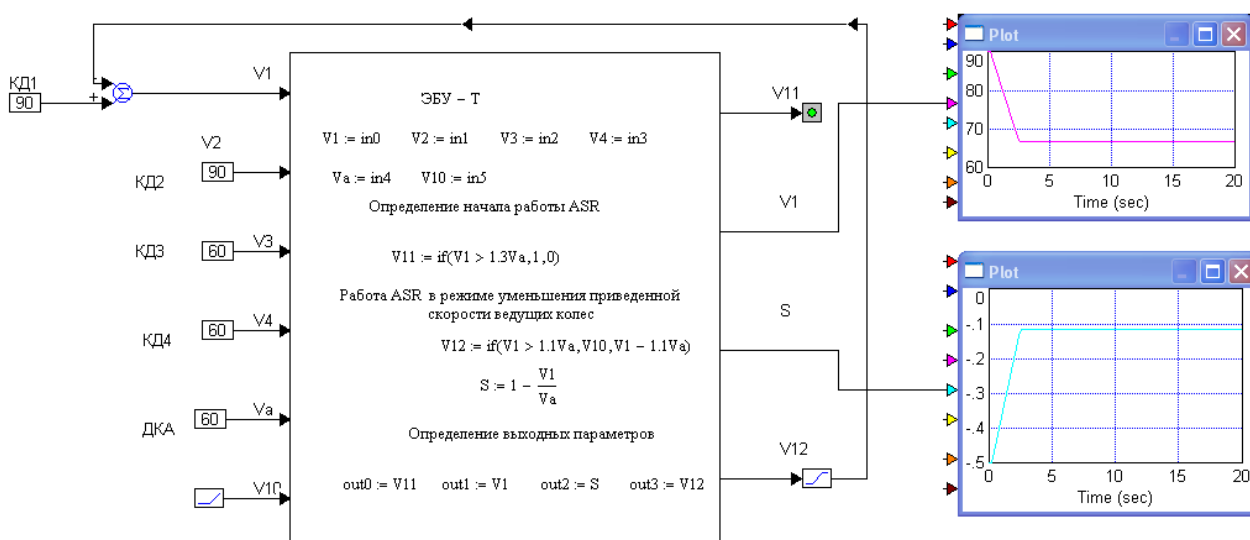 КД1
90
-
+
Σ
V1
V2
90
КД2
КД3
60
V3
КД4
60
V4
ДКА
60
Va
V10
ЭБУ – Т
V1 := in0 V2 := in1 V3 := in2 V4 := in3
Va := in4 V10 := in5
Определение начала работы ASR
V11 := if(V1 > 1.3Va,1,0)
Работа ASR в режиме уменьшения приведенной
скорости ведущих колес
V12 := if(V1 > 1.1Va,V10,V1 – 1.1Va)
S := 1 – V1/Va
Определение выходных параметров
out0 := V11 out1 := V1 out2 := S out3 := V12
V11
V1
S
V12
Plot
90
80
70
60
0 5 10 15 20
Time (sec)
Plot
0
-.1
-.2
-.3
-.4
-.5
0 5 10 15 20
Time (sec)